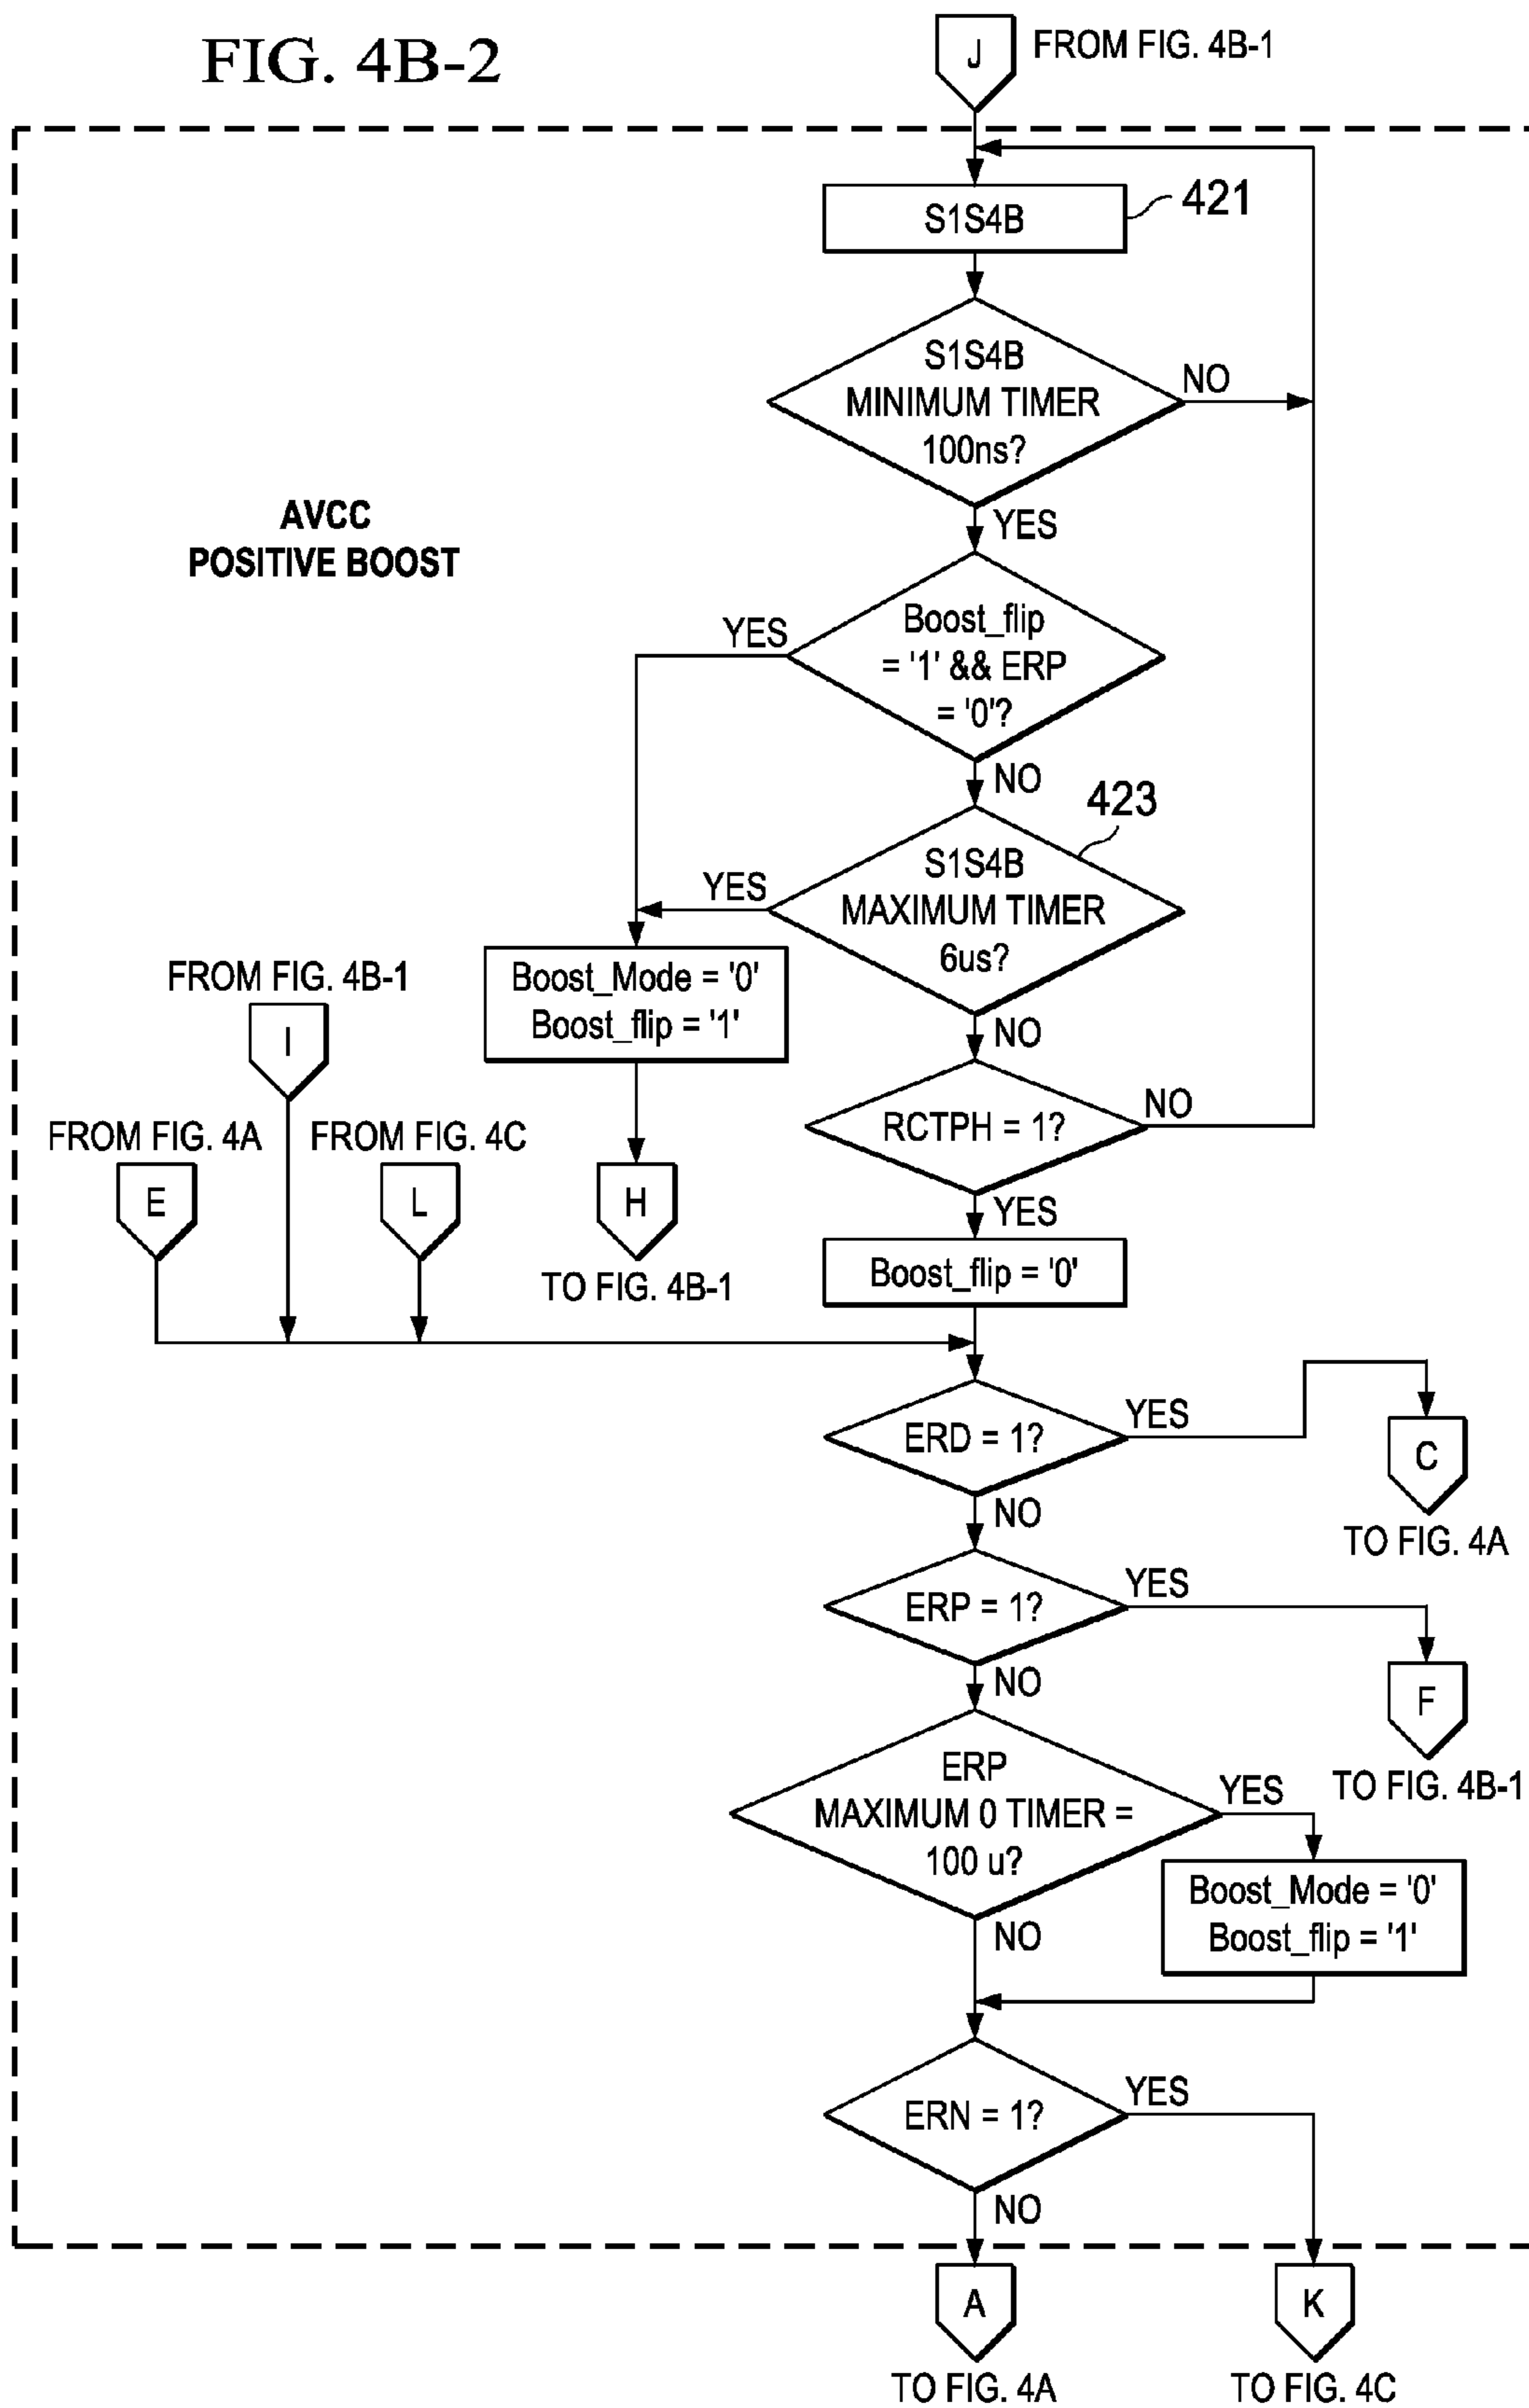 FIG. 4B-2
J
FROM FIG. 4B-1
S1S4B
421
S1S4B
MINIMUM TIMER
100ns?
NO
YES
AVCC
POSITIVE BOOST
Boost_flip
= '1' && ERP
= '0'?
YES
NO
423
S1S4B
MAXIMUM TIMER
6us?
YES
NO
Boost_Mode = '0'
Boost_flip = '1'
FROM FIG. 4B-1
I
RCTPH = 1?
NO
YES
FROM FIG. 4A
FROM FIG. 4C
E
L
H
TO FIG. 4B-1
Boost_flip = '0'
ERD = 1?
YES
NO
C
TO FIG. 4A
ERP = 1?
YES
NO
F
TO FIG. 4B-1
ERP
MAXIMUM 0 TIMER =
100 u?
YES
NO
Boost_Mode = '0'
Boost_flip = '1'
ERN = 1?
YES
NO
A
K
TO FIG. 4A
TO FIG. 4C